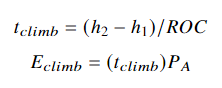 t_climb = (h_2 − h_1)/ROC
E_climb = (t_climb)P_A